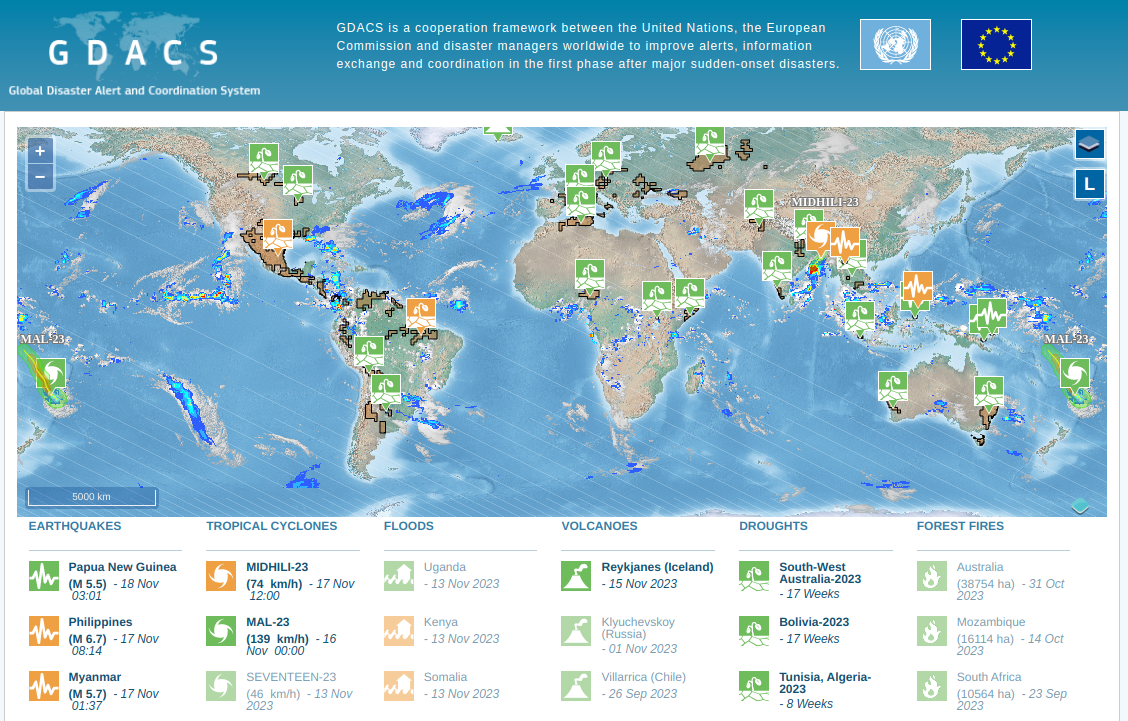 GDACS
Global Disaster Alert and Coordination System
GDACS is a cooperation framework between the United Nations, the European
Commission and disaster managers worldwide to improve alerts, information
exchange and coordination in the first phase after major sudden-onset disasters.
+
−
L
MIDHILI-23
MAL-23
MAL-23
5000 km
EARTHQUAKES
Papua New Guinea
(M 5.5) - 18 Nov
03:01
Philippines
(M 6.7) - 17 Nov
08:14
Myanmar
(M 5.7) - 17 Nov
01:37
TROPICAL CYCLONES
MIDHILI-23
(74 km/h) - 17 Nov
12:00
MAL-23
(139 km/h) - 16
Nov 00:00
SEVENTEEN-23
(46 km/h) - 13 Nov
2023
FLOODS
Uganda
- 13 Nov 2023
Kenya
- 13 Nov 2023
Somalia
- 13 Nov 2023
VOLCANOES
Reykjanes (Iceland)
- 15 Nov 2023
Klyuchevskoy
(Russia)
- 01 Nov 2023
Villarrica (Chile)
- 26 Sep 2023
DROUGHTS
South-West
Australia-2023
- 17 Weeks
Bolivia-2023
- 17 Weeks
Tunisia, Algeria-
2023
- 8 Weeks
FOREST FIRES
Australia
(38754 ha) - 31 Oct
2023
Mozambique
(16114 ha) - 14 Oct
2023
South Africa
(10564 ha) - 23 Sep
2023